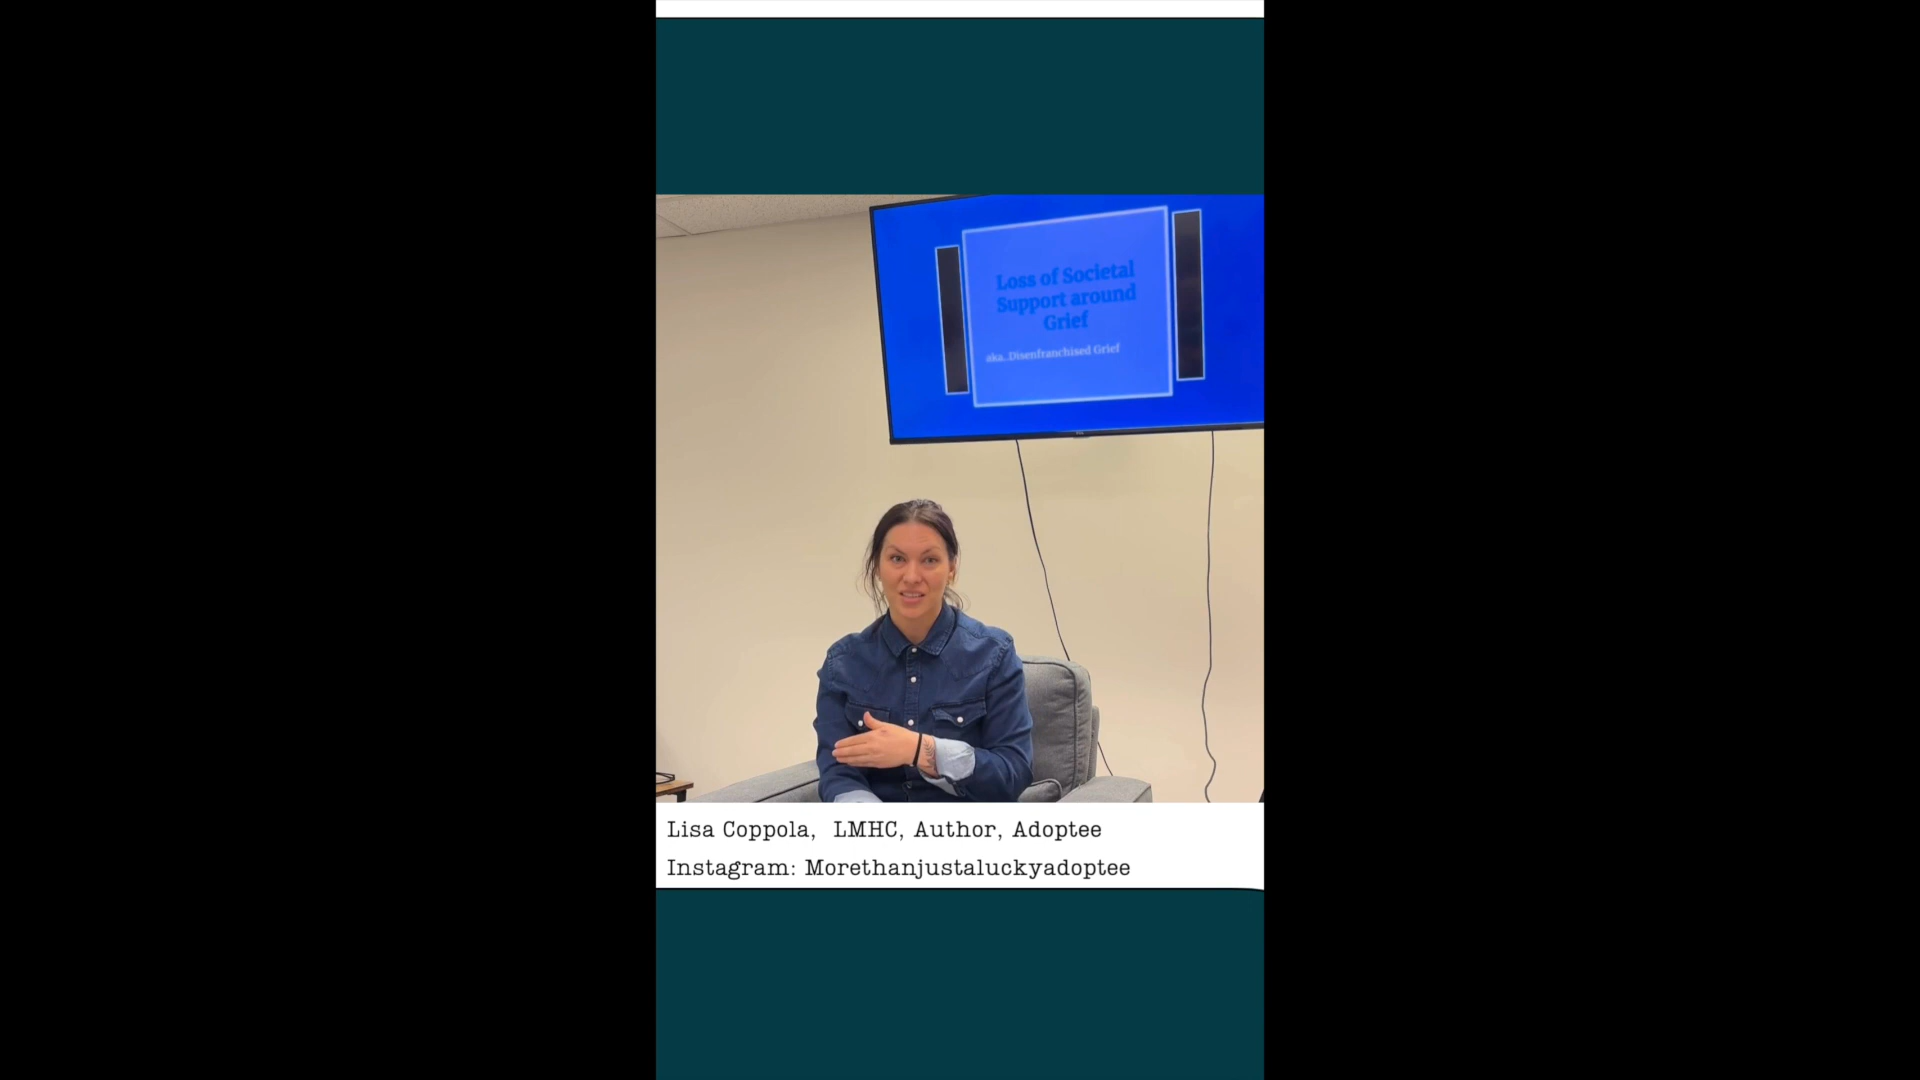 Loss of Societal
Support around
Grief
aka..Disenfranchised Grief
Lisa Coppola,  LMHC, Author, Adoptee
Instagram: Morethanjustaluckyadoptee